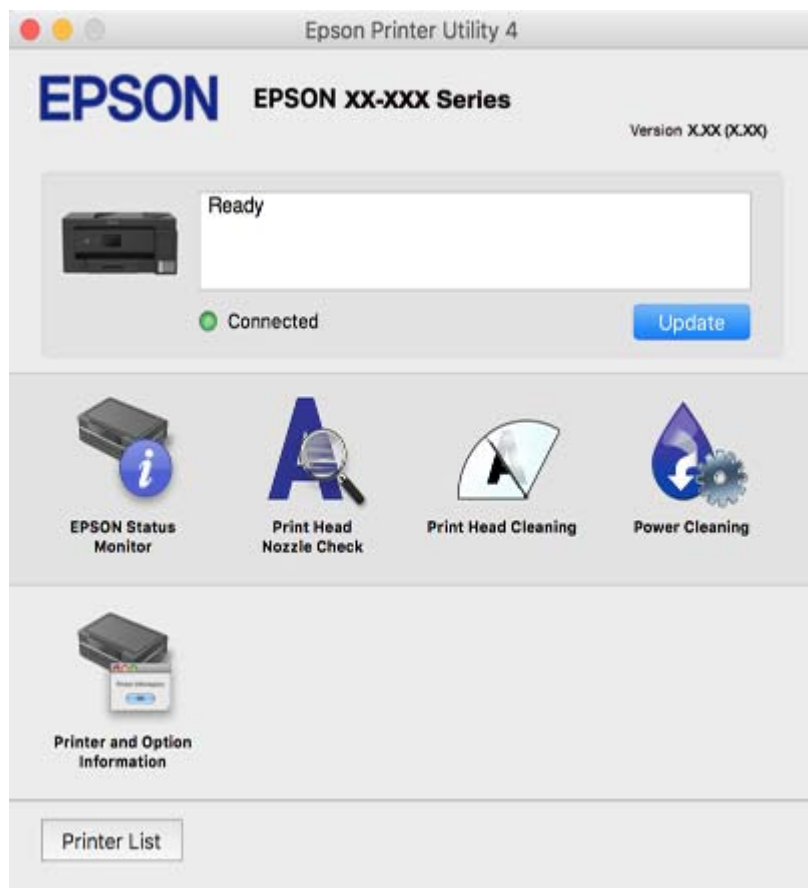 Epson Printer Utility 4
EPSON
EPSON XX-XXX Series
Version X.XX (X.XX)
Ready
Connected
Update
EPSON Status
Monitor
Print Head
Nozzle Check
Print Head Cleaning
Power Cleaning
Printer and Option
Information
Printer List